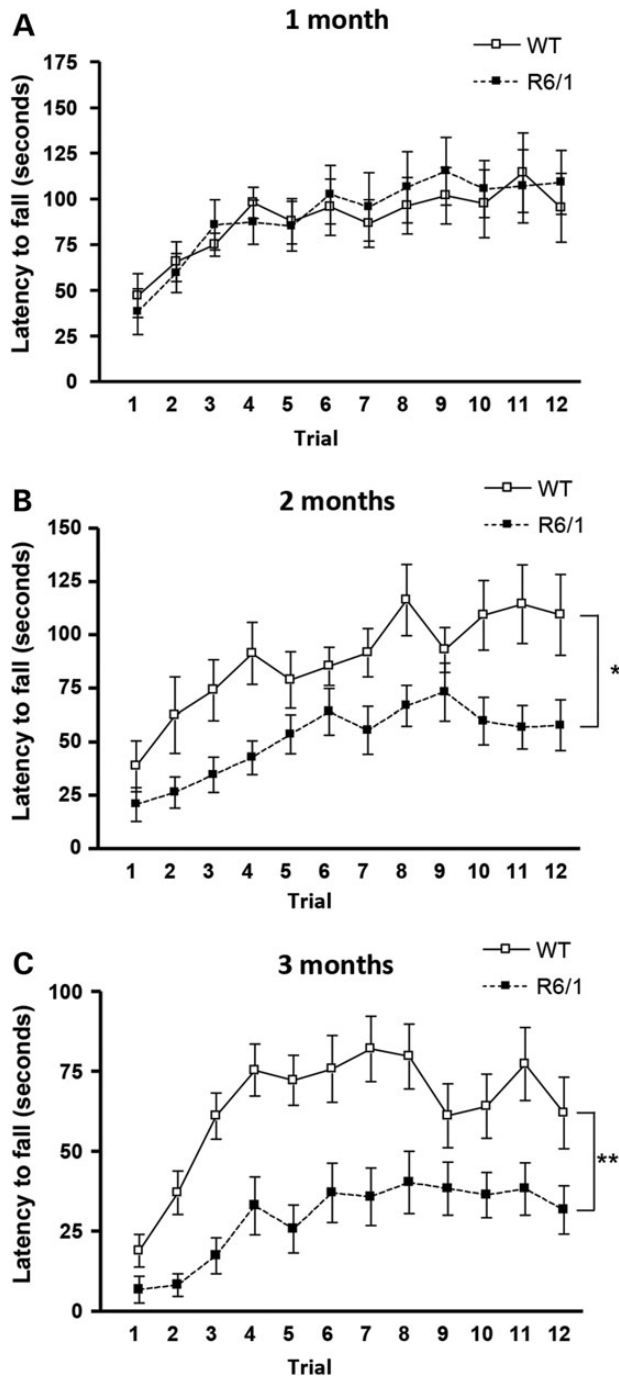 A
1 month
WT
R6/1
Latency to fall (seconds)
175
150
125
100
75
50
25
0
1 2 3 4 5 6 7 8 9 10 11 12
Trial
B
2 months
WT
R6/1
Latency to fall (seconds)
150
125
100
75
50
25
0
*
1 2 3 4 5 6 7 8 9 10 11 12
Trial
C
3 months
WT
R6/1
Latency to fall (seconds)
100
75
50
25
0
**
1 2 3 4 5 6 7 8 9 10 11 12
Trial